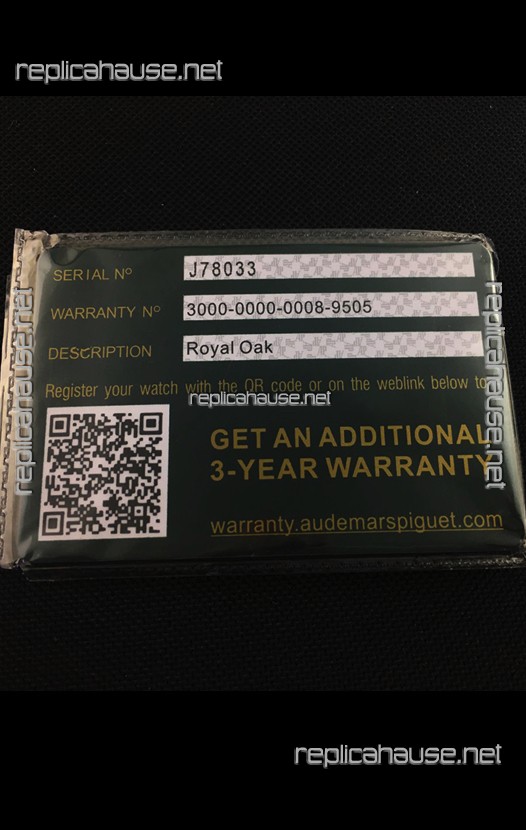 replicahause.net
SERIAL Nº J78033
WARRANTY Nº 3000-0000-0008-9505
DESCRIPTION Royal Oak
Register your watch with the QR code or on the weblink below to
replicahause.net
replicahause.net
replicahause.net
GET AN ADDITIONAL
3-YEAR WARRANTY
warranty.audemarspiguet.com
replicahause.net